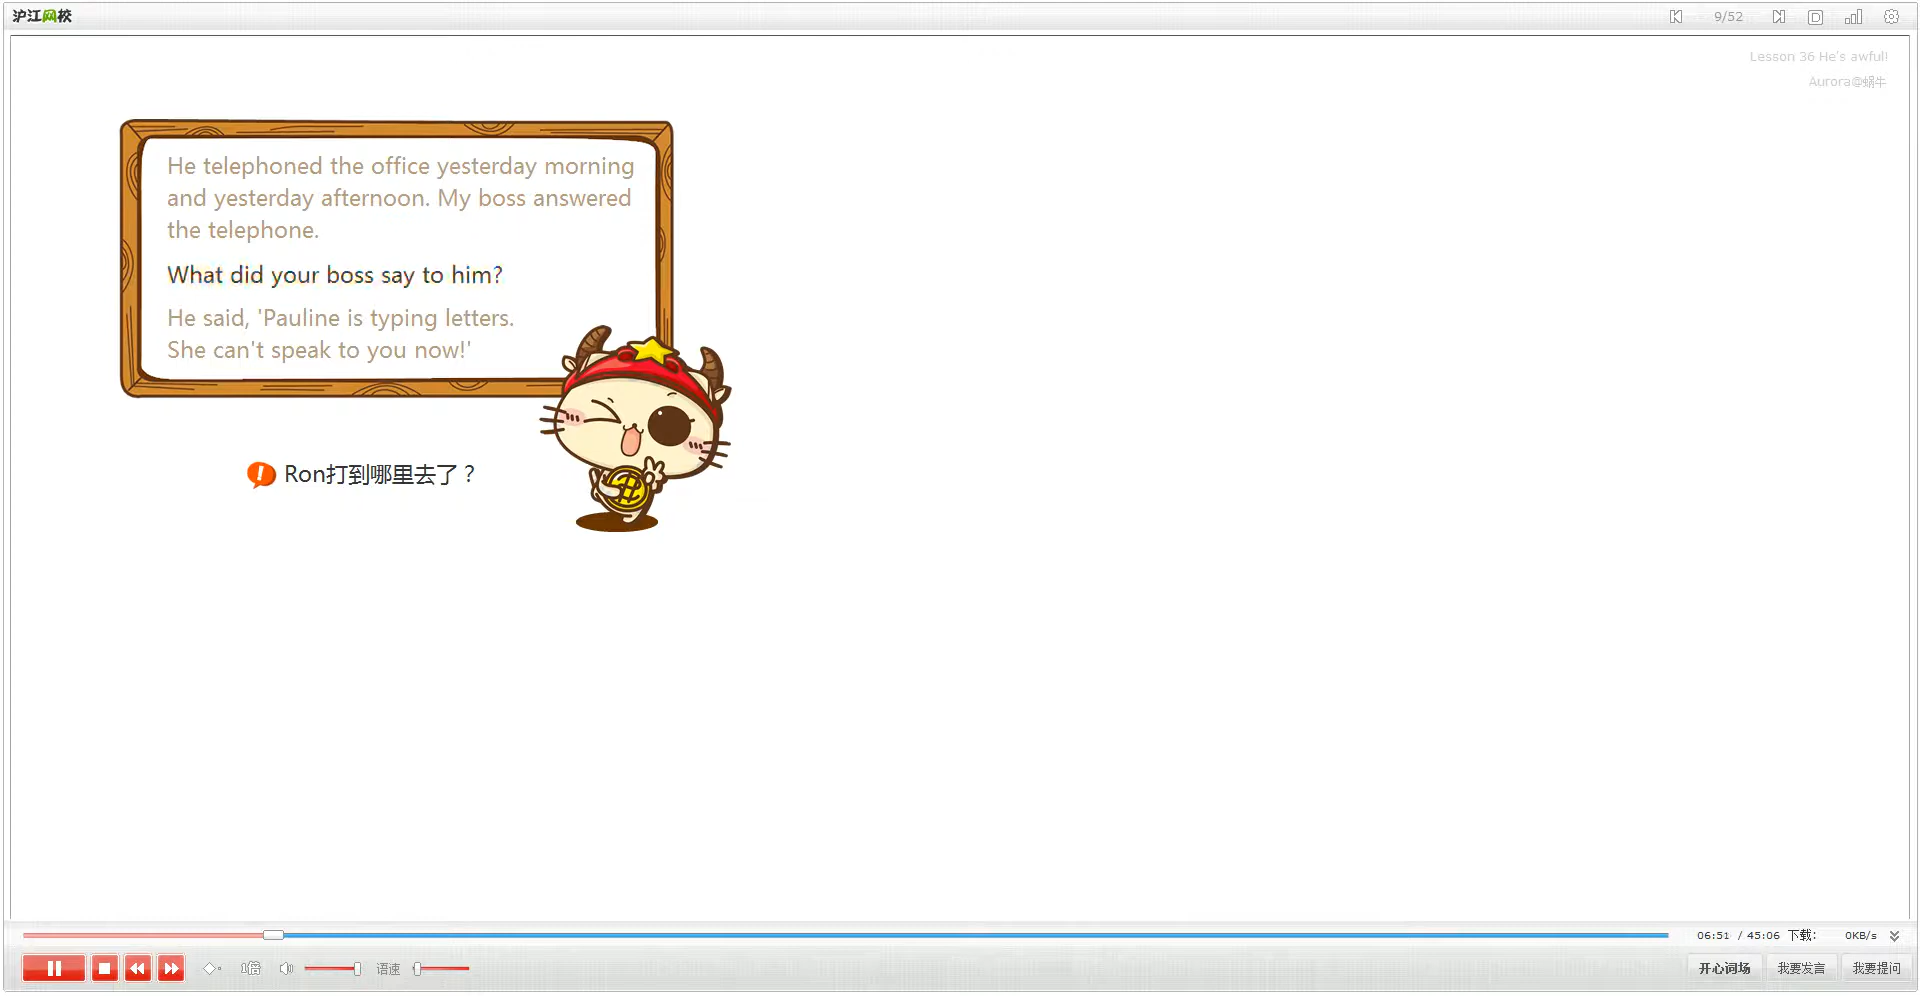 沪江网校
9/52
Lesson 36 He's awful!
Aurora@蜗牛
He telephoned the office yesterday morning
and yesterday afternoon. My boss answered
the telephone.
What did your boss say to him?
He said, 'Pauline is typing letters.
She can't speak to you now!'
Ron打到哪里去了？
06:51 / 45:06 下载: 0KB/s
1倍
语速
开心词场 我要发言 我要提问